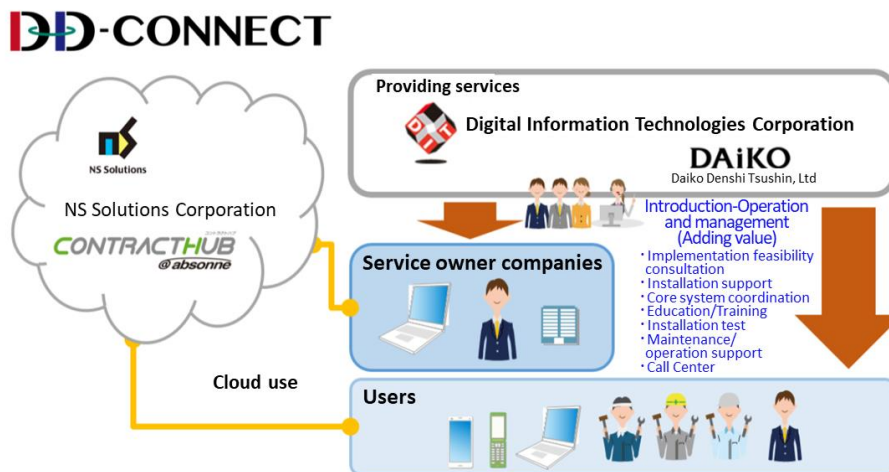 DD-CONNECT
Providing services
DIT
Digital Information Technologies Corporation
DAiKO
Daiko Denshi Tsushin, Ltd
NS Solutions
NS Solutions Corporation
CONTRACTHUB
@absonne
Introduction-Operation
and management
(Adding value)
・Implementation feasibility
consultation
・Installation support
・Core system coordination
・Education/Training
・Installation test
・Maintenance/
operation support
・Call Center
Service owner companies
Cloud use
Users